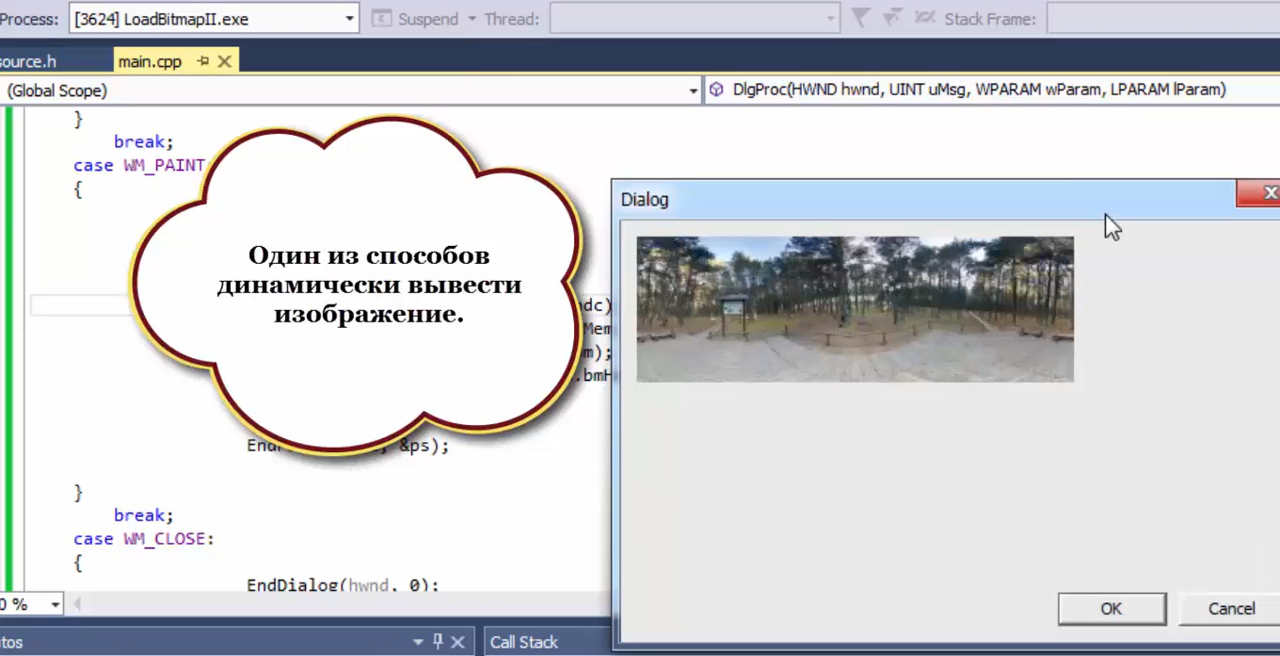 Process: [3624] LoadBitmapII.exe Suspend Thread: Stack Frame:
main.cpp
(Global Scope) DlgProc(HWND hwnd, UINT uMsg, WPARAM wParam, LPARAM lParam)
}
break;
case WM_PAINT
{
Один из способов
динамически вывести
изображение.
&ps);
}
break;
case WM_CLOSE:
{
EndDialog(hwnd, 0);
Call Stack
Dialog
OK Cancel